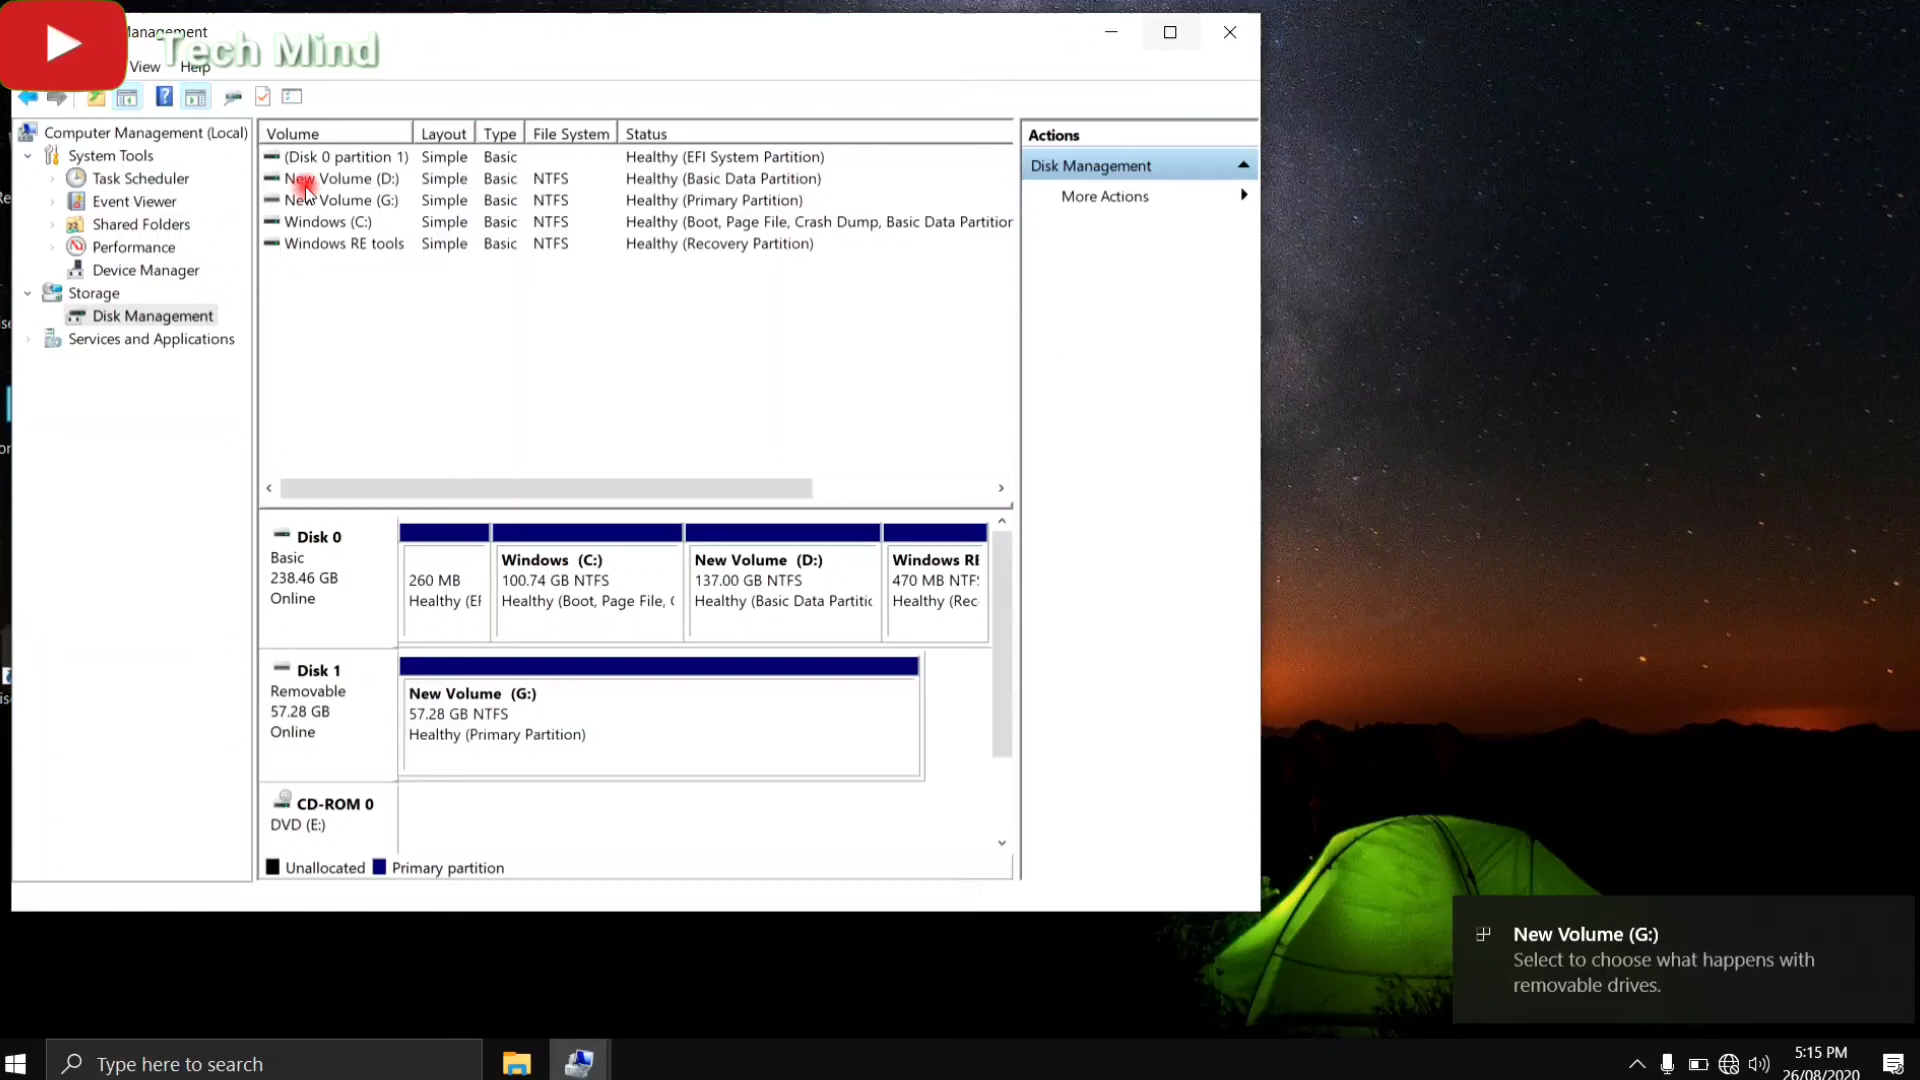 Management
Tech Mind
View Help
Computer Management (Local)
System Tools
Task Scheduler
Event Viewer
Shared Folders
Performance
Device Manager
Storage
Disk Management
Services and Applications
Volume Layout Type File System Status
(Disk 0 partition 1) Simple Basic Healthy (EFI System Partition)
New Volume (D:) Simple Basic NTFS Healthy (Basic Data Partition)
New Volume (G:) Simple Basic NTFS Healthy (Primary Partition)
Windows (C:) Simple Basic NTFS Healthy (Boot, Page File, Crash Dump, Basic Data Partition
Windows RE tools Simple Basic NTFS Healthy (Recovery Partition)
Actions
Disk Management
More Actions
Disk 0
Basic
238.46 GB
Online
260 MB
Healthy (EF
Windows (C:)
100.74 GB NTFS
Healthy (Boot, Page File, C
New Volume (D:)
137.00 GB NTFS
Healthy (Basic Data Partitic
Windows RE
470 MB NTFS
Healthy (Rec
Disk 1
Removable
57.28 GB
Online
New Volume (G:)
57.28 GB NTFS
Healthy (Primary Partition)
CD-ROM 0
DVD (E:)
Unallocated Primary partition
New Volume (G:)
Select to choose what happens with
removable drives.
Type here to search
5:15 PM
26/08/2020